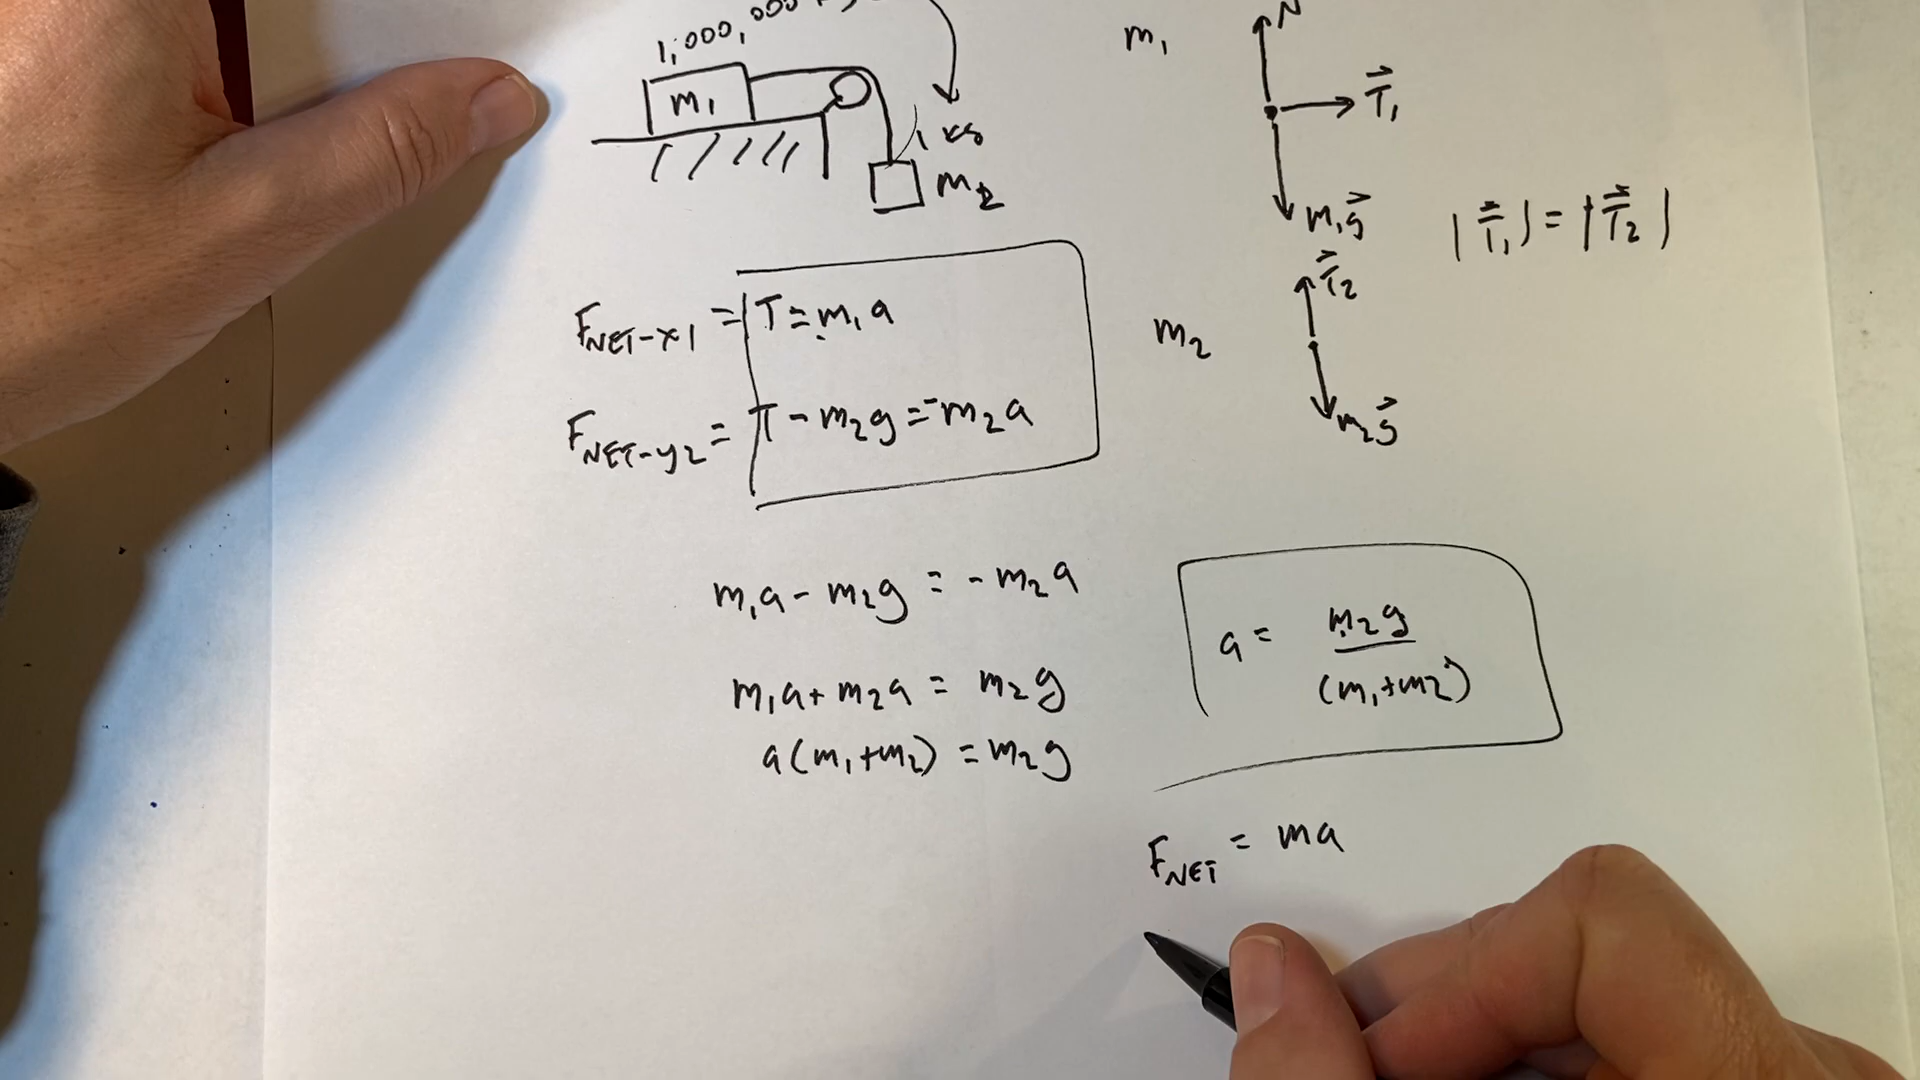 1,000,000
m₁
1 kg
m₂
m₁
N
T⃗₁
m₁g⃗
|T⃗₁| = |T⃗₂|
T⃗₂
m₂
m₂g⃗
F_NET-x1 = T = m₁a
F_NET-y2 = T - m₂g = -m₂a
m₁a - m₂g = -m₂a
m₁a + m₂a = m₂g
a(m₁+m₂) = m₂g
a = m₂g / (m₁+m₂)
F_NET = ma